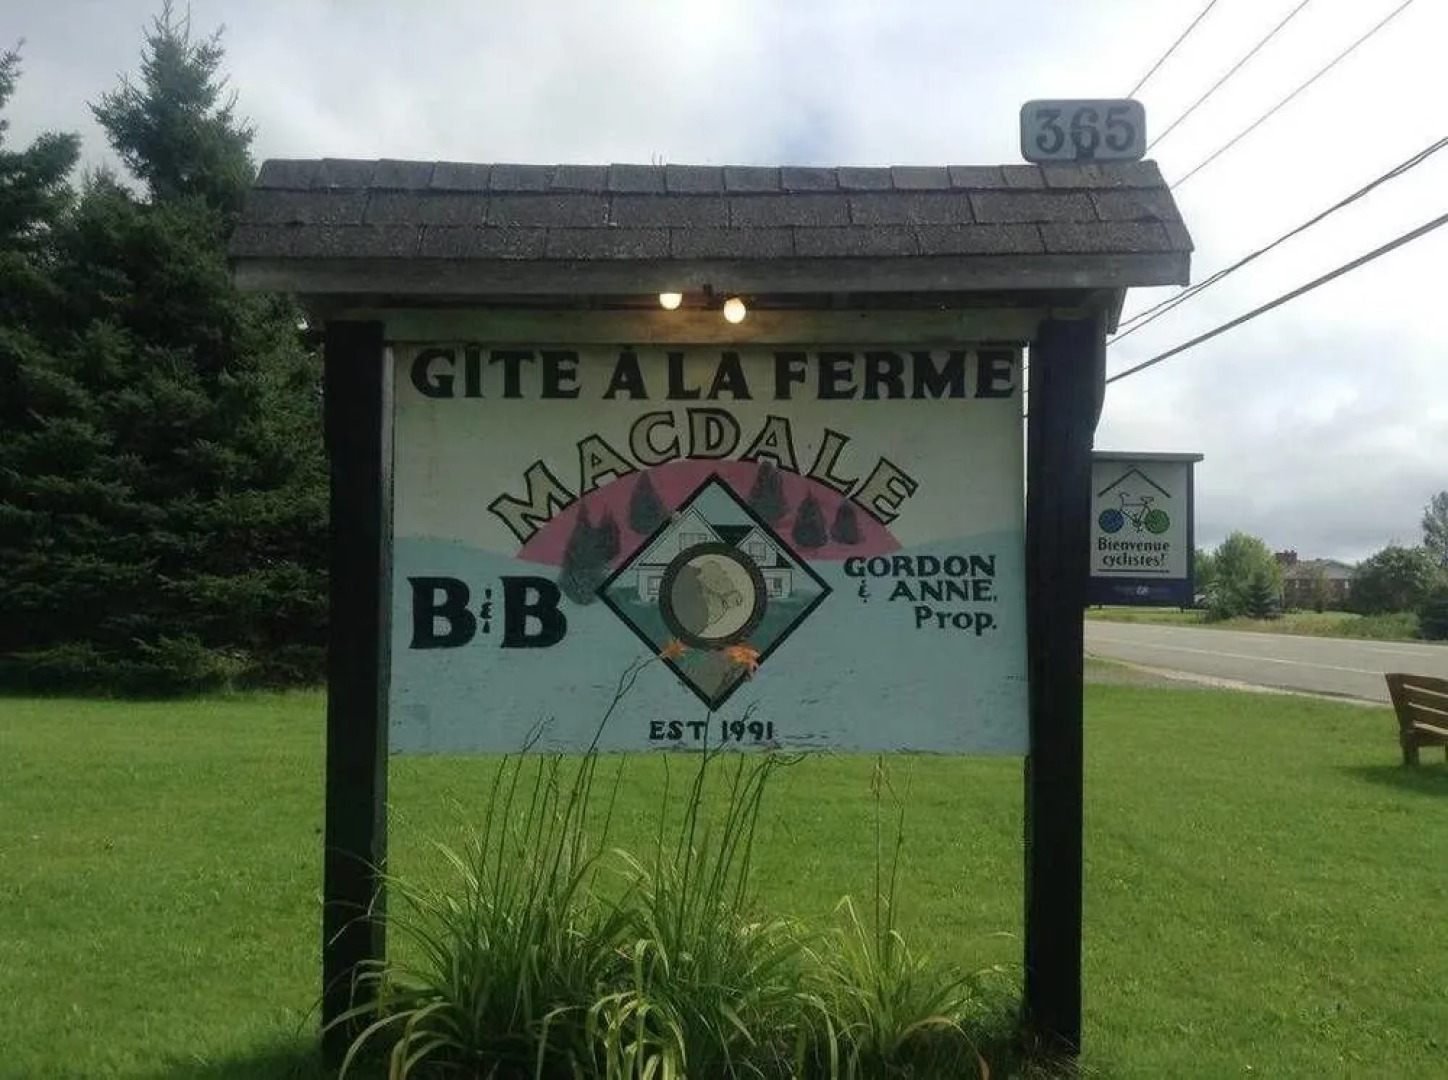 365
GÎTE À LA FERME
MACDALE
B & B
GORDON
& ANNE,
Prop.
EST 1991
Bienvenue
cyclistes!